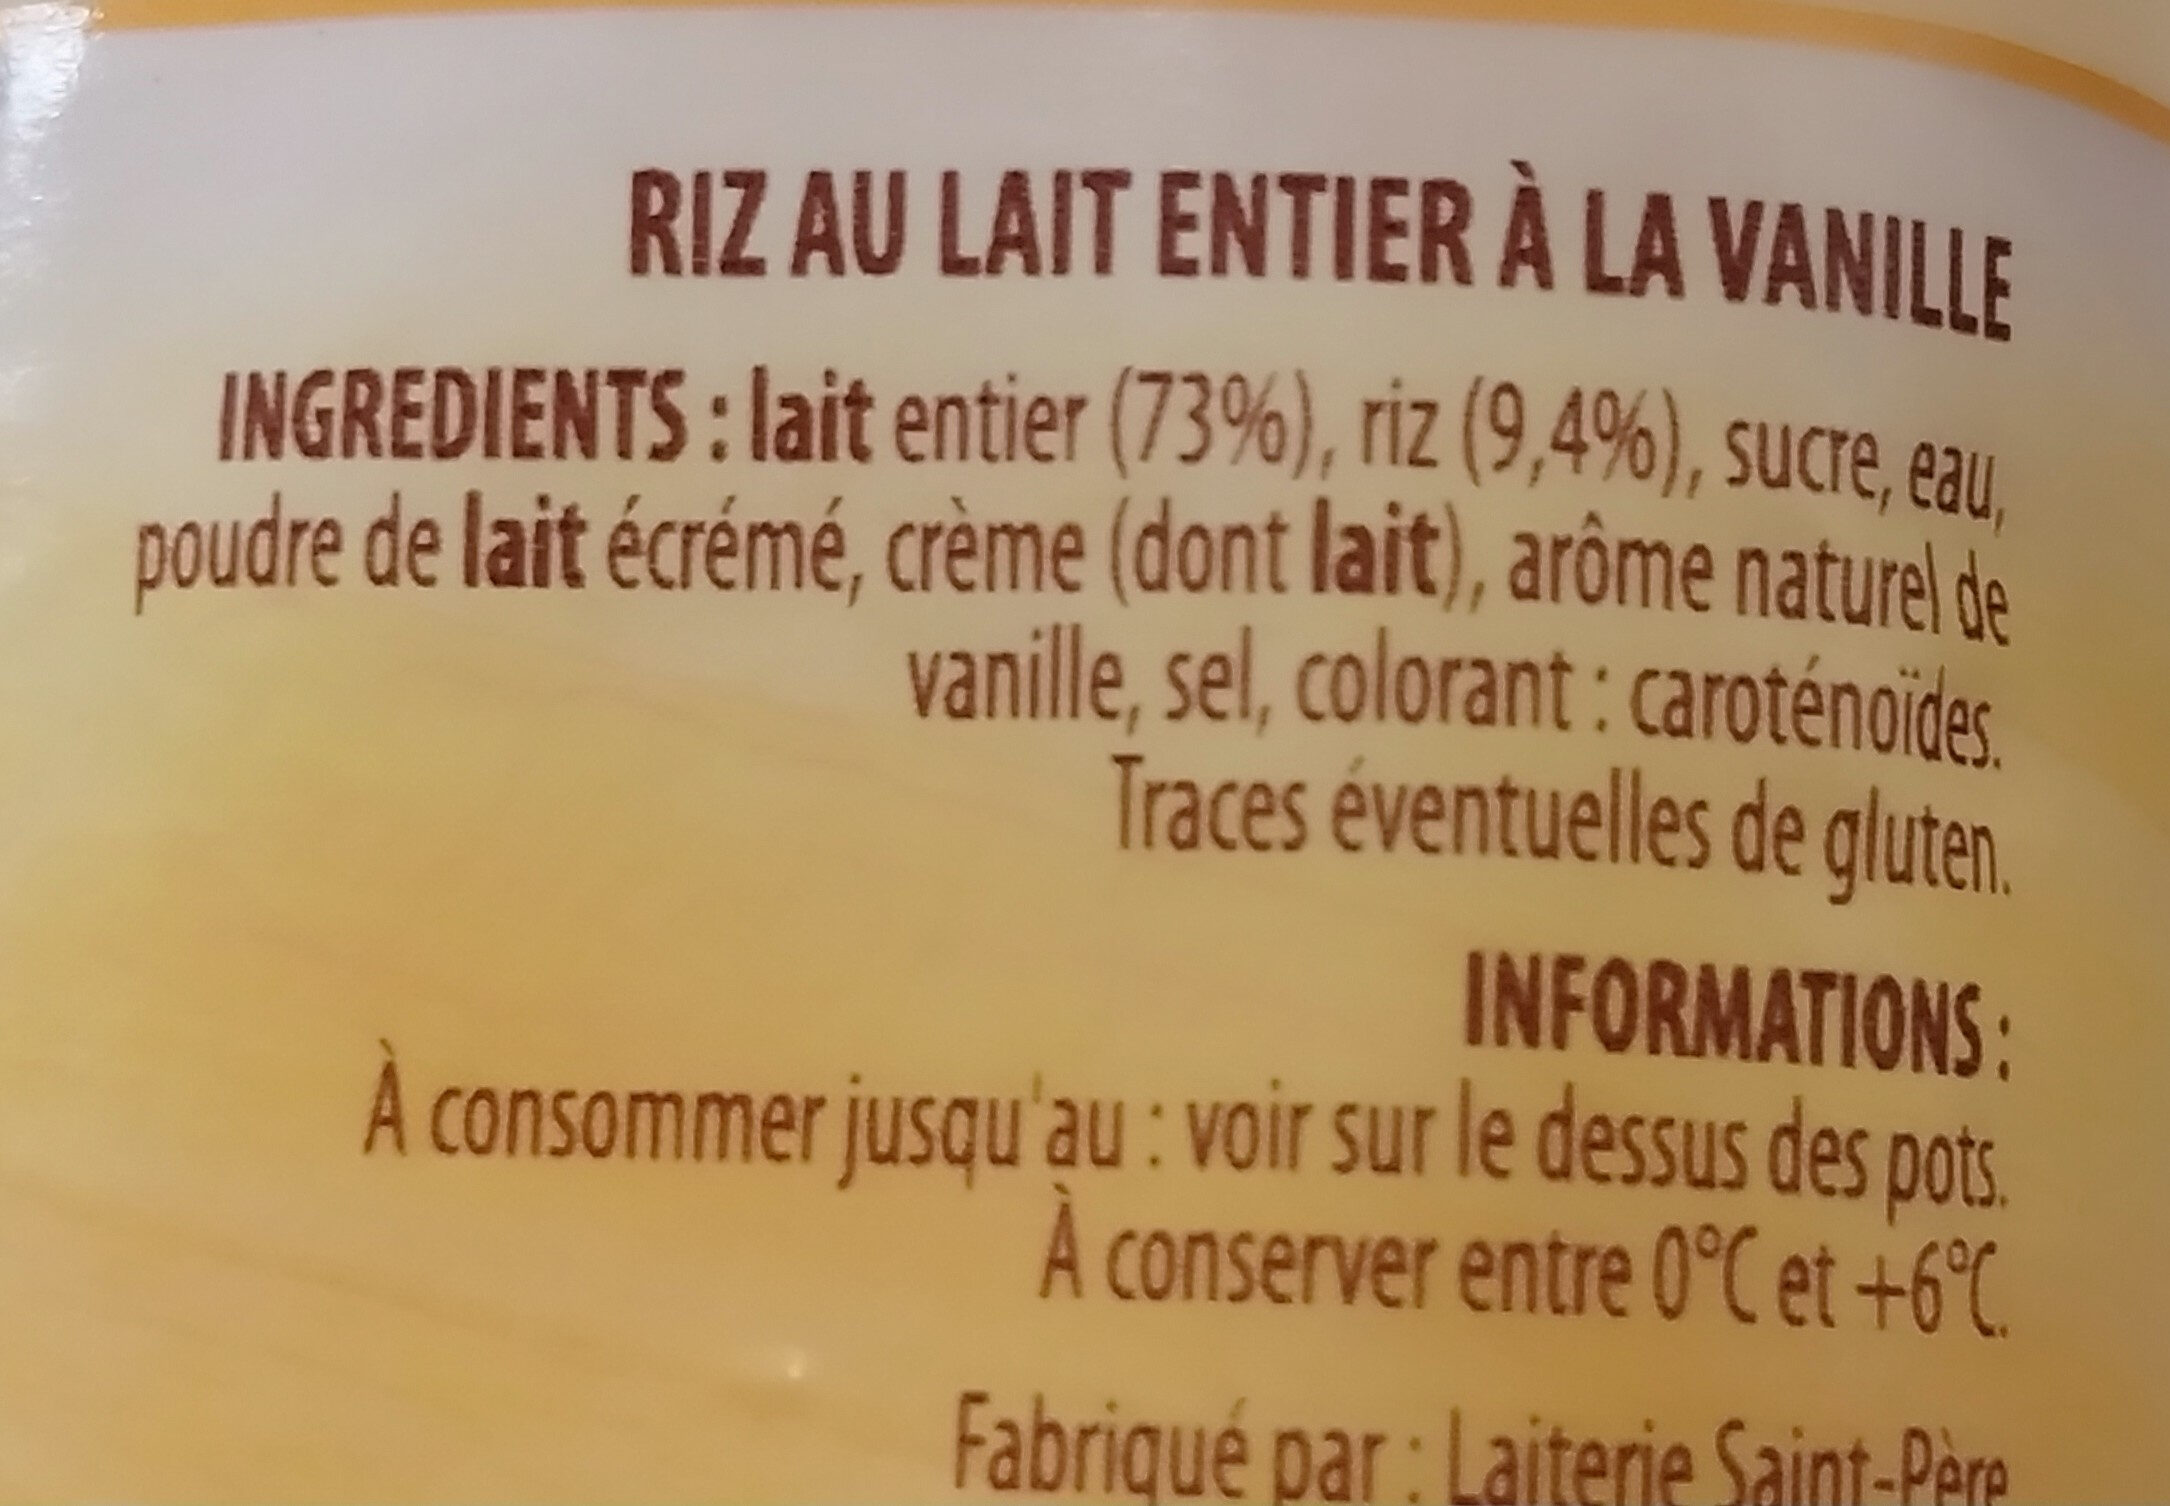 RIZ AU LAIT ENTIER À LA VANILLE
INGREDIENTS : lait entier (73%), riz (9,4%), sucre, eau,
poudre de lait écrémé, crème (dont lait), arôme naturel de
vanille, sel, colorant : caroténoïdes.
Traces éventuelles de gluten.
INFORMATIONS :
À consommer jusqu'au : voir sur le dessus des pots.
À conserver entre 0°C et +6°C.
Fabriqué par : Laiterie Saint-Père